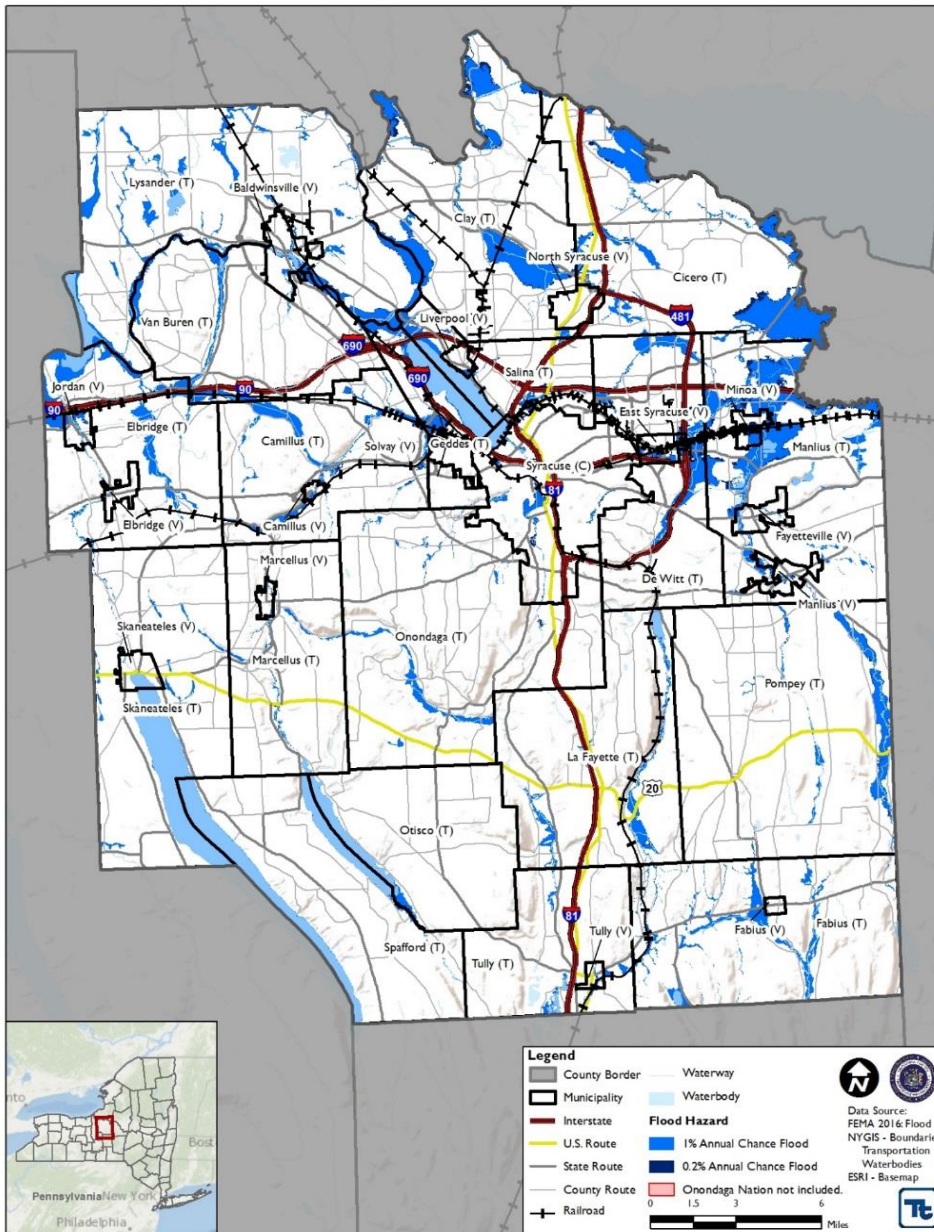 Lysander (T)
Baldwinsville (V)
Clay (T)
North Syracuse (V)
Cicero (T)
Van Buren (T)
Liverpool (V)
481
690
Salina (T)
690
Jordan (V)
90
90
Minoa (V)
Elbridge (T)
Camillus (T)
Solvay (V)
Geddes (T)
East Syracuse (V)
Manlius (T)
Syracuse (C)
81
Elbridge (V)
Camillus (V)
Fayetteville (V)
Marcellus (V)
De Witt (T)
Manlius (V)
Skaneateles (V)
Onondaga (T)
Marcellus (T)
Pompey (T)
Skaneateles (T)
La Fayette (T)
20
Otisco (T)
81
Tully (V)
Fabius (V)
Fabius (T)
Spafford (T)
Tully (T)
nto
Bost
Pennsylvania
New York
Philadelphia
Legend
County Border
Municipality
Interstate
U.S. Route
State Route
County Route
Railroad
Waterway
Waterbody
Flood Hazard
1% Annual Chance Flood
0.2% Annual Chance Flood
Onondaga Nation not included.
0 1.5 3 6
Miles
N
Data Source:
FEMA 2016: Flood
NYGIS - Boundarie
Transportation
Waterbodies
ESRI - Basemap
Tt